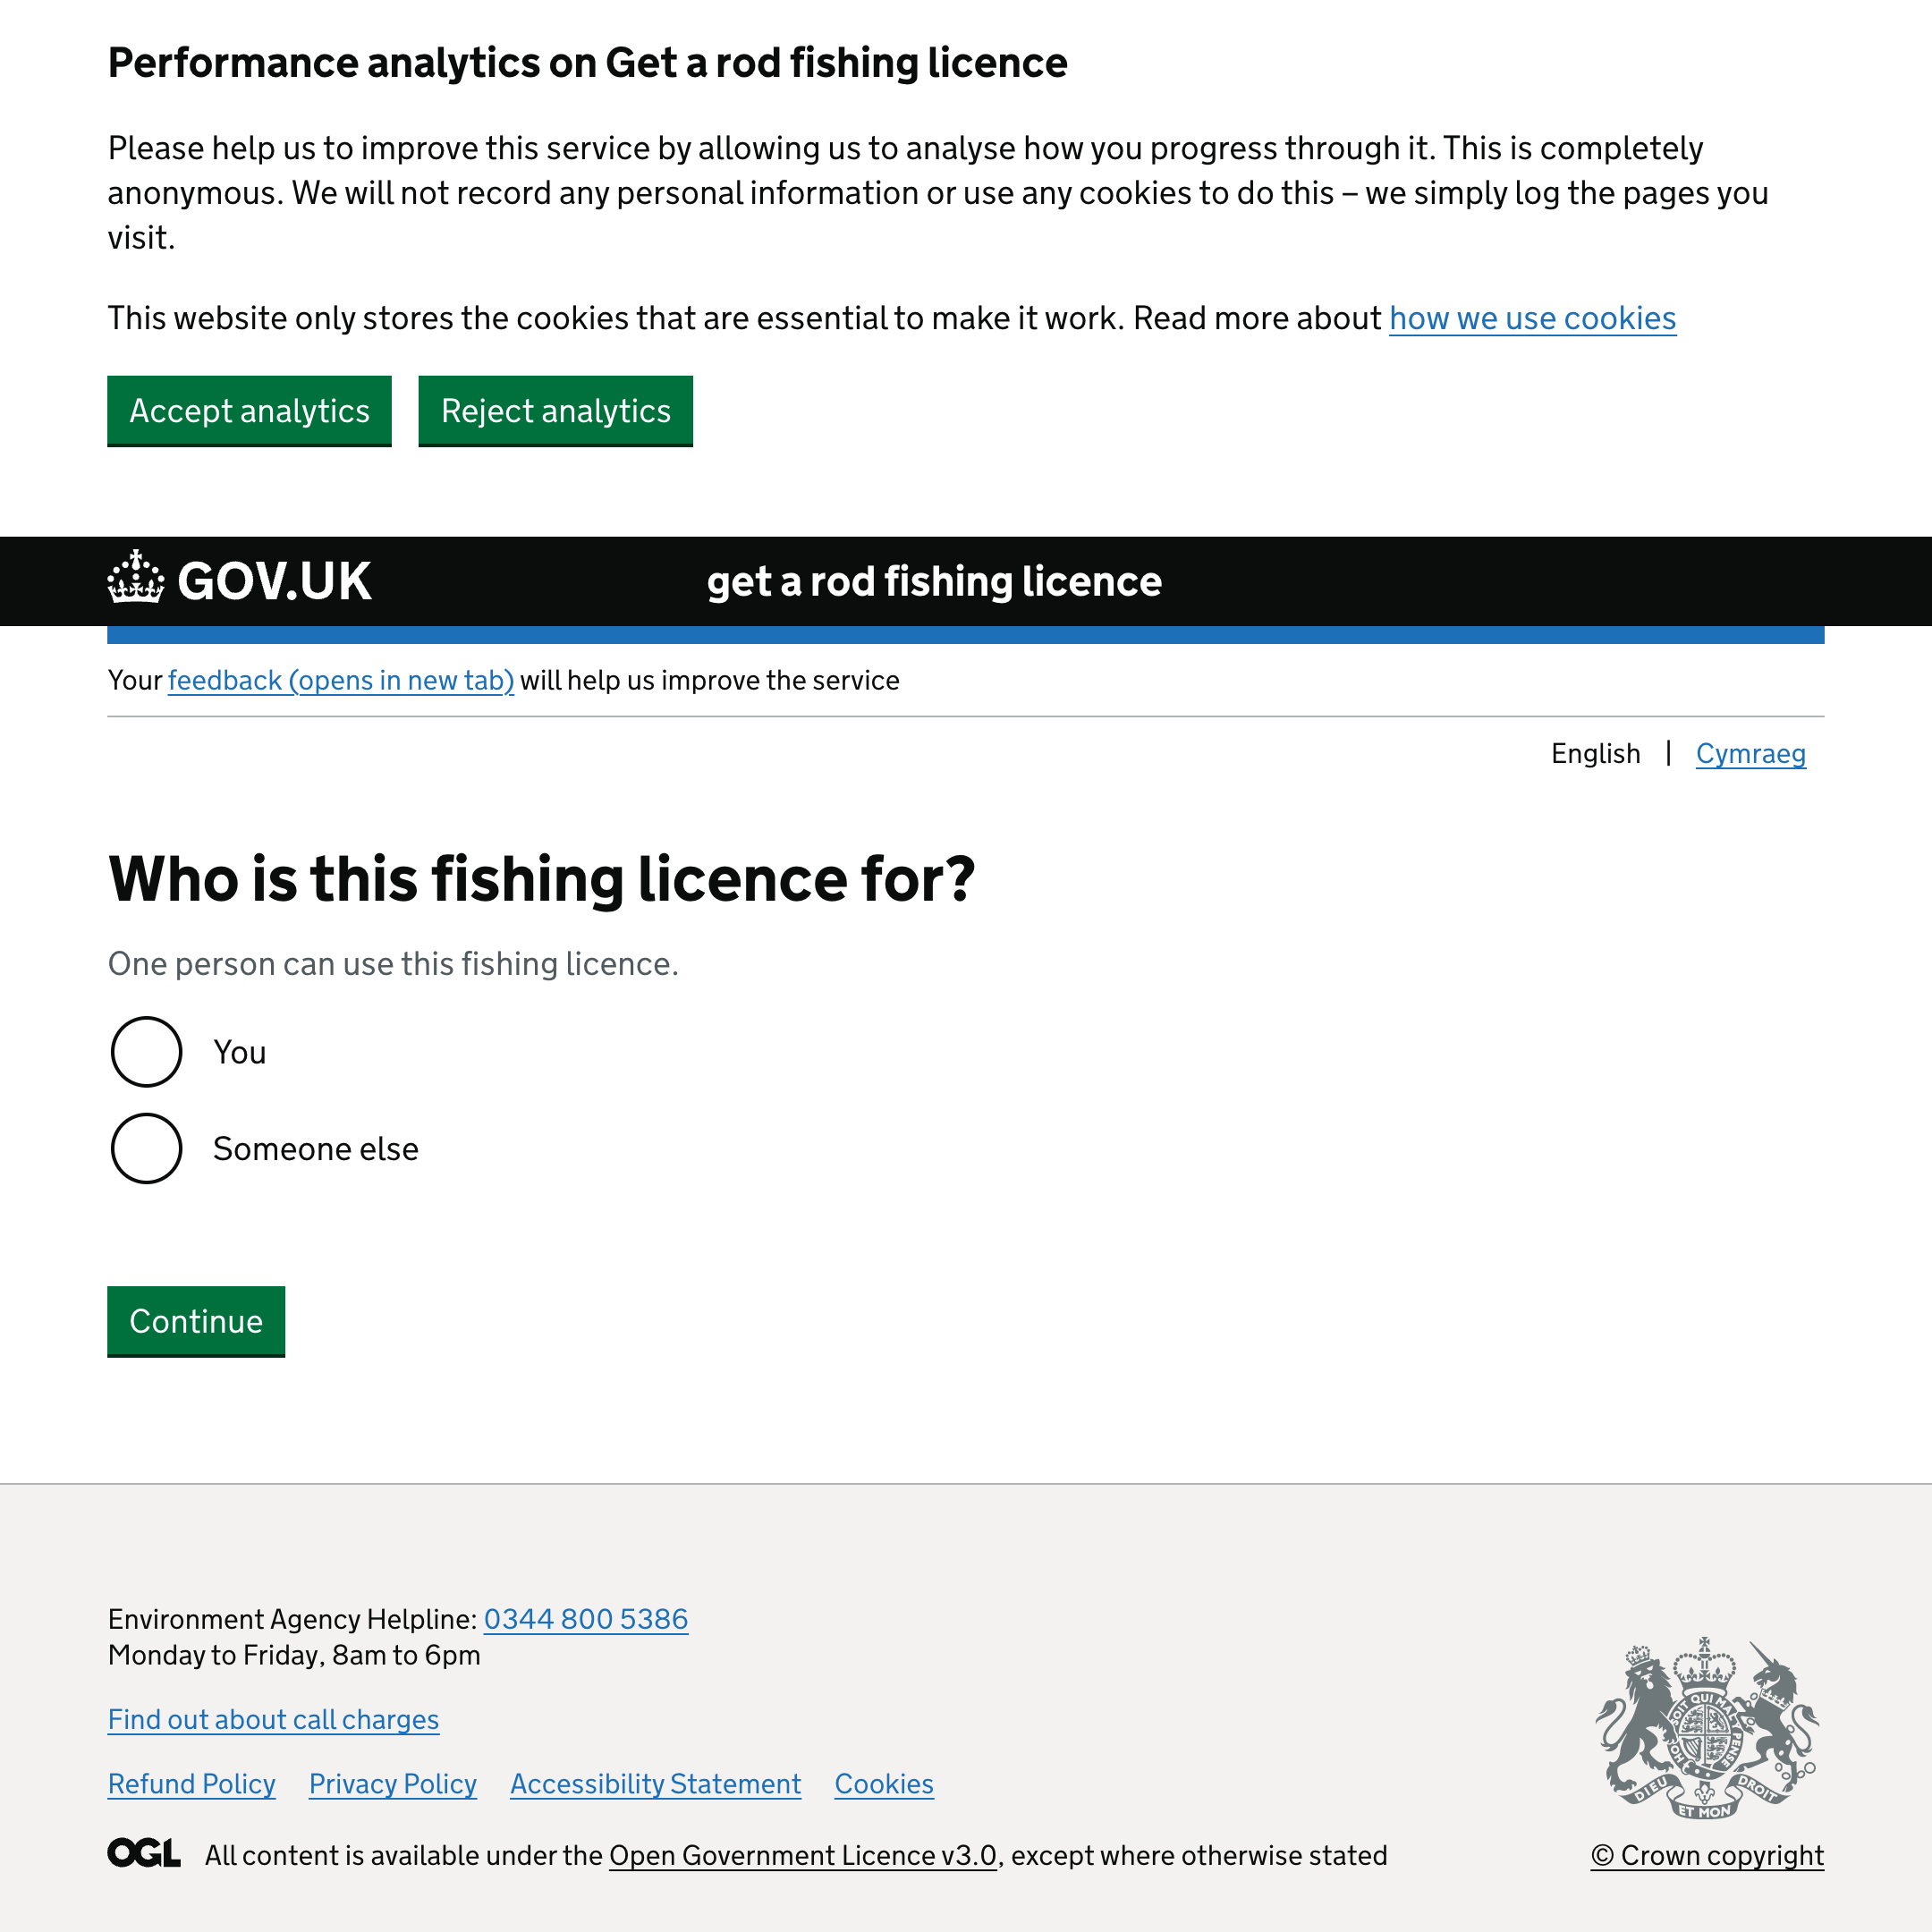 Performance analytics on Get a rod fishing licence
Please help us to improve this service by allowing us to analyse how you progress through it. This is completely
anonymous. We will not record any personal information or use any cookies to do this – we simply log the pages you
visit.
This website only stores the cookies that are essential to make it work. Read more about how we use cookies
Accept analytics Reject analytics
GOV.UK get a rod fishing licence
Your feedback (opens in new tab) will help us improve the service
English | Cymraeg
Who is this fishing licence for?
One person can use this fishing licence.
You
Someone else
Continue
Environment Agency Helpline: 0344 800 5386
Monday to Friday, 8am to 6pm
Find out about call charges
Refund Policy Privacy Policy Accessibility Statement Cookies
SOIT QUI MAL
PENSE
HON
DIEU ET MON DROIT
OGL All content is available under the Open Government Licence v3.0, except where otherwise stated
© Crown copyright